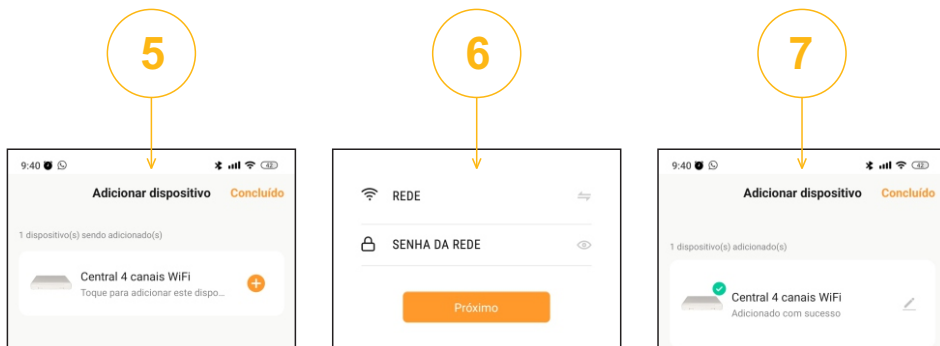 5
6
7
9:40
42
Adicionar dispositivo Concluído
1 dispositivo(s) sendo adicionado(s)
Central 4 canais WiFi
Toque para adicionar este dispo...
REDE
SENHA DA REDE
Próximo
9:40
42
Adicionar dispositivo Concluído
1 dispositivo(s) adicionado(s)
Central 4 canais WiFi
Adicionado com sucesso